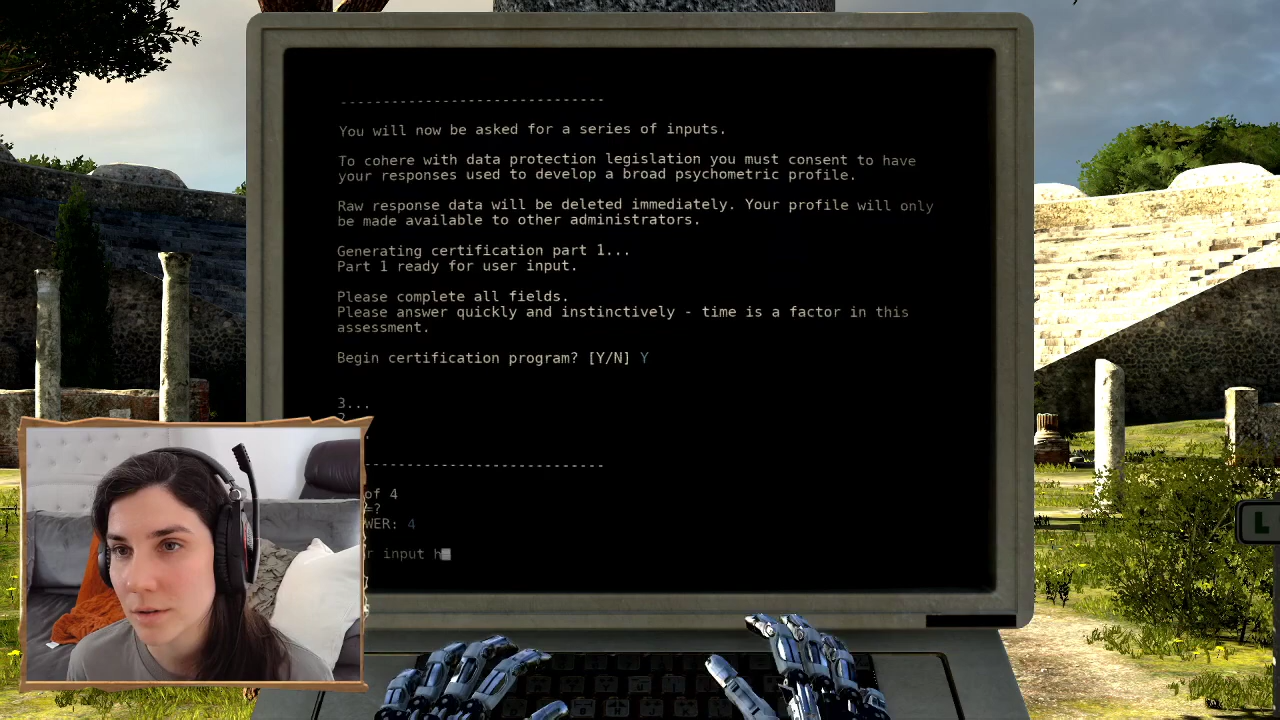 ------------------------------
You will now be asked for a series of inputs.
To cohere with data protection legislation you must consent to have
your responses used to develop a broad psychometric profile.
Raw response data will be deleted immediately. Your profile will only
be made available to other administrators.
Generating certification part 1...
Part 1 ready for user input.
Please complete all fields.
Please answer quickly and instinctively - time is a factor in this
assessment.
Begin certification program? [Y/N] Y
3...
------------------------------
of 4
=?
WER: 4
r input h
L